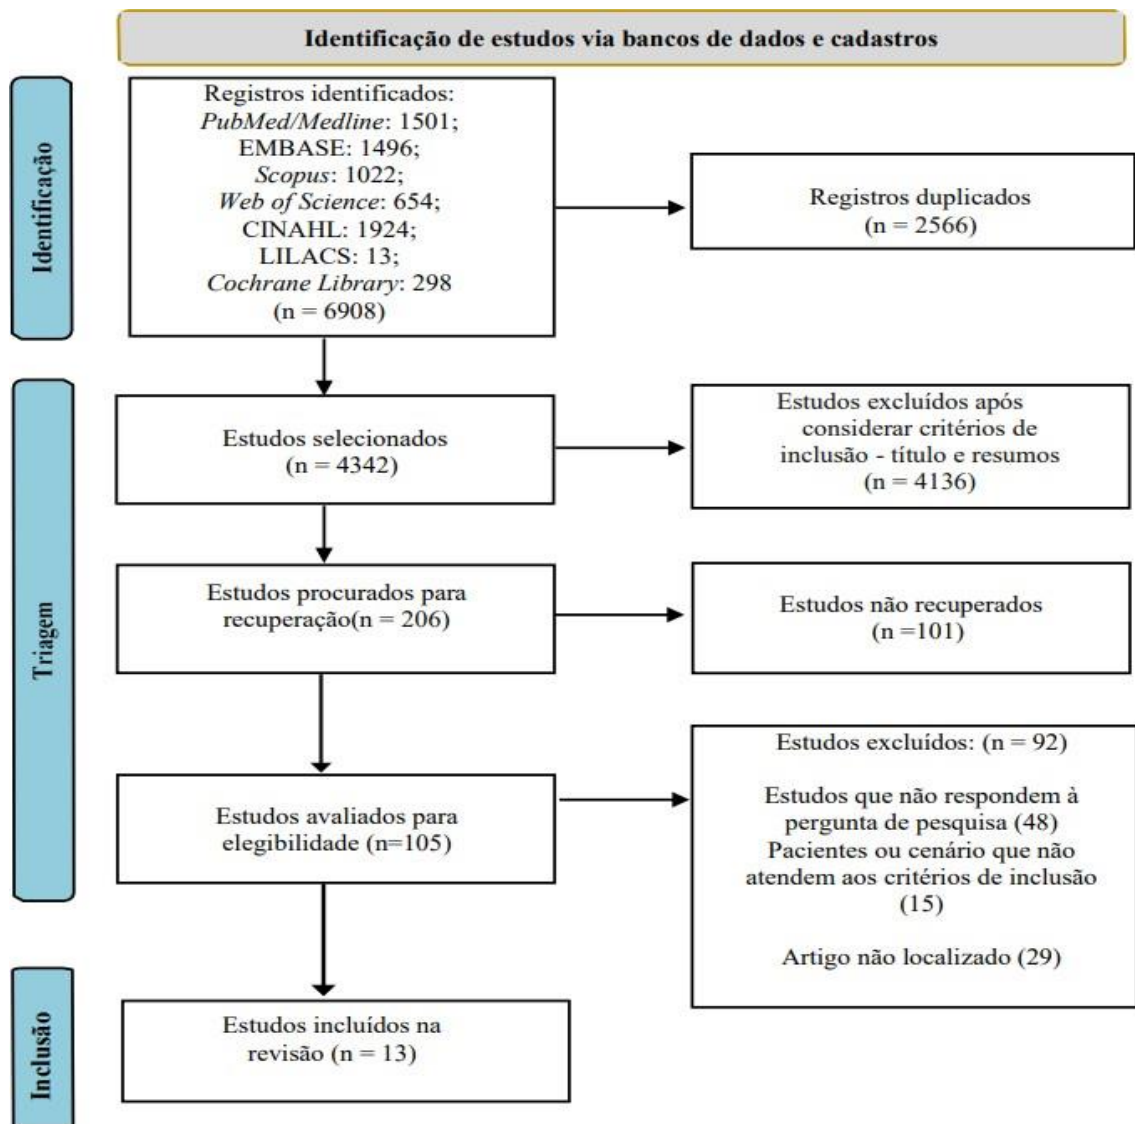 Identificação de estudos via bancos de dados e cadastros
Identificação
Registros identificados:
PubMed/Medline: 1501;
EMBASE: 1496;
Scopus: 1022;
Web of Science: 654;
CINAHL: 1924;
LILACS: 13;
Cochrane Library: 298
(n = 6908)
Registros duplicados
(n = 2566)
Triagem
Estudos selecionados
(n = 4342)
Estudos excluídos após
considerar critérios de
inclusão - título e resumos
(n = 4136)
Estudos procurados para
recuperação(n = 206)
Estudos não recuperados
(n =101)
Estudos avaliados para
elegibilidade (n=105)
Estudos excluídos: (n = 92)
Estudos que não respondem à
pergunta de pesquisa (48)
Pacientes ou cenário que não
atendem aos critérios de inclusão
(15)
Artigo não localizado (29)
Inclusão
Estudos incluídos na
revisão (n = 13)